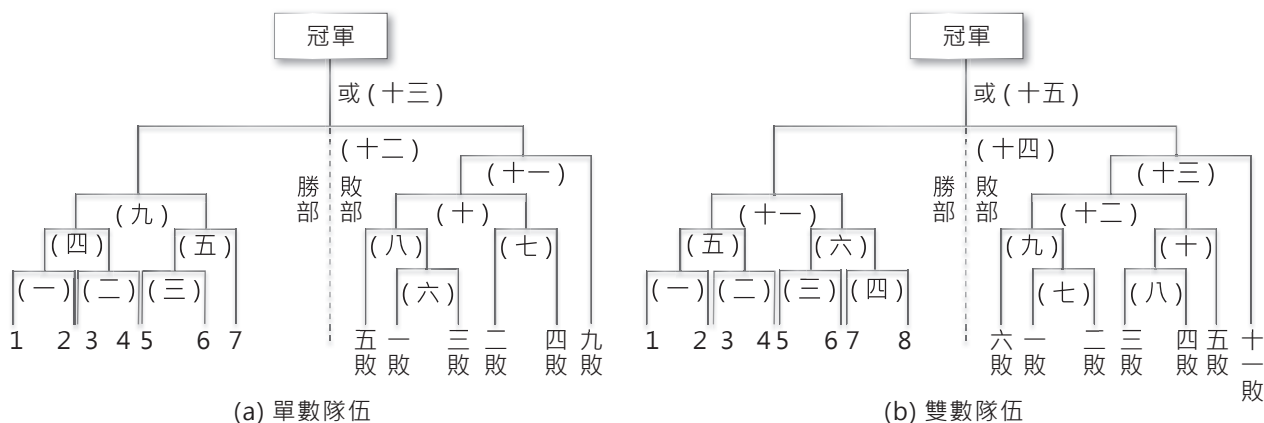 冠軍
或(十三)
(十二)
勝部
敗部
(十一)
(九)
(十)
(四)
(五)
(八)
(七)
(一)
(二)
(三)
(六)
1 2 3 4 5 6 7
五敗 一敗 三敗 二敗 四敗 九敗
(a) 單數隊伍
冠軍
或(十五)
(十四)
勝部
敗部
(十三)
(十一)
(十二)
(五)
(六)
(九)
(十)
(一)
(二)
(三)
(四)
(七)
(八)
1 2 3 4 5 6 7 8
六敗 一敗 二敗 三敗 四敗 五敗 十一敗
(b) 雙數隊伍